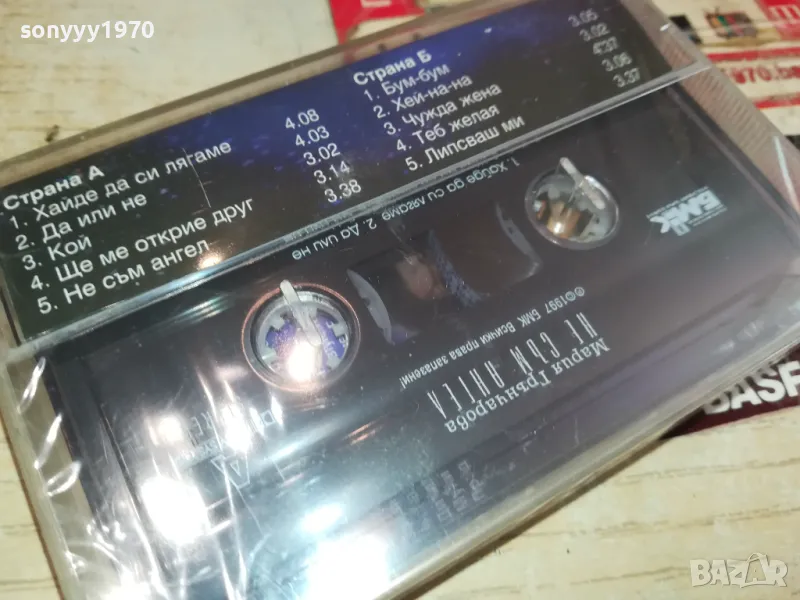 sonyyy1970
Страна А
1. Хайде да си лягаме 4.08
2. Да или не 4.03
3. Кой 3.02
4. Ще ме открие друг 3.14
5. Не съм ангел 3.38
Страна Б
1. Бум-бум 3.05
2. Хей-на-на 3.02
3. Чужда жена 4'37
4. Теб желая 3.06
5. Липсваш ми 3.37
1. Хайде да си лягаме 2. Да или не
БМК
Мария Грънчарова
НЕ СЪМ АНГЕЛ
℗©1997 БМК Всички права запазени!
A
BASF
BAZAR